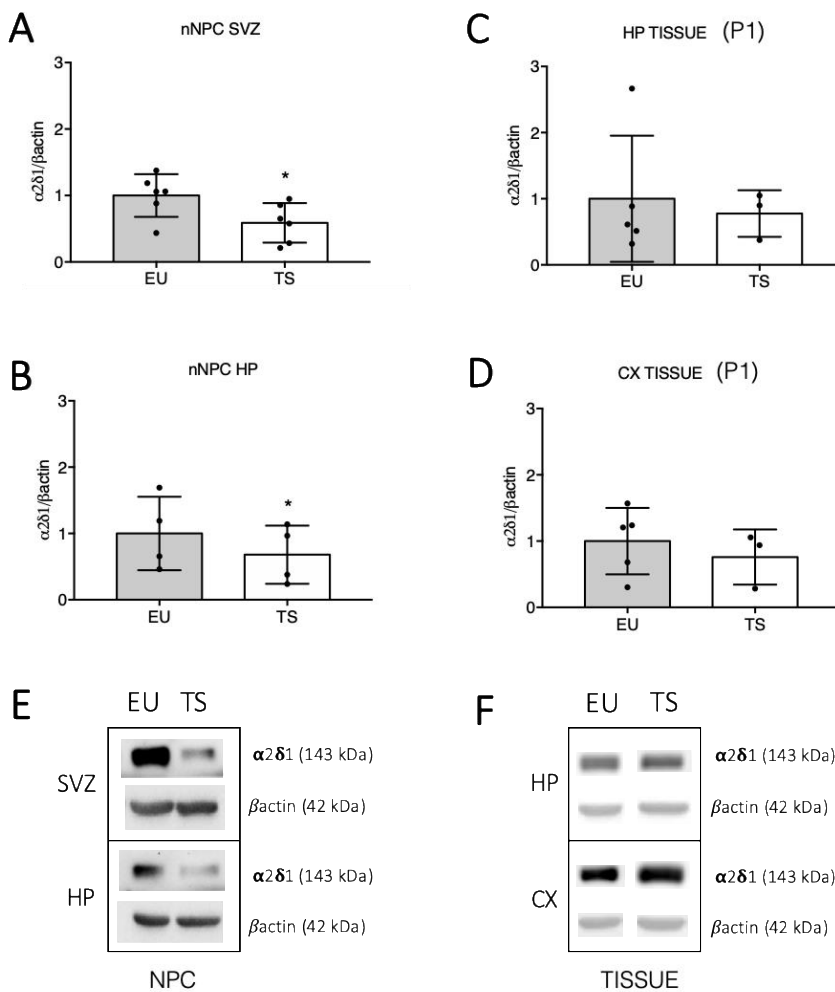 A
nNPC SVZ
α2δ1/βactin
3
2
1
0
*
EU
TS
C
HP TISSUE (P1)
α2δ1/βactin
3
2
1
0
EU
TS
B
nNPC HP
α2δ1/βactin
3
2
1
0
*
EU
TS
D
CX TISSUE (P1)
α2δ1/βactin
3
2
1
0
EU
TS
E
EU TS
SVZ
α2δ1 (143 kDa)
βactin (42 kDa)
HP
α2δ1 (143 kDa)
βactin (42 kDa)
NPC
F
EU TS
HP
α2δ1 (143 kDa)
βactin (42 kDa)
CX
α2δ1 (143 kDa)
βactin (42 kDa)
TISSUE